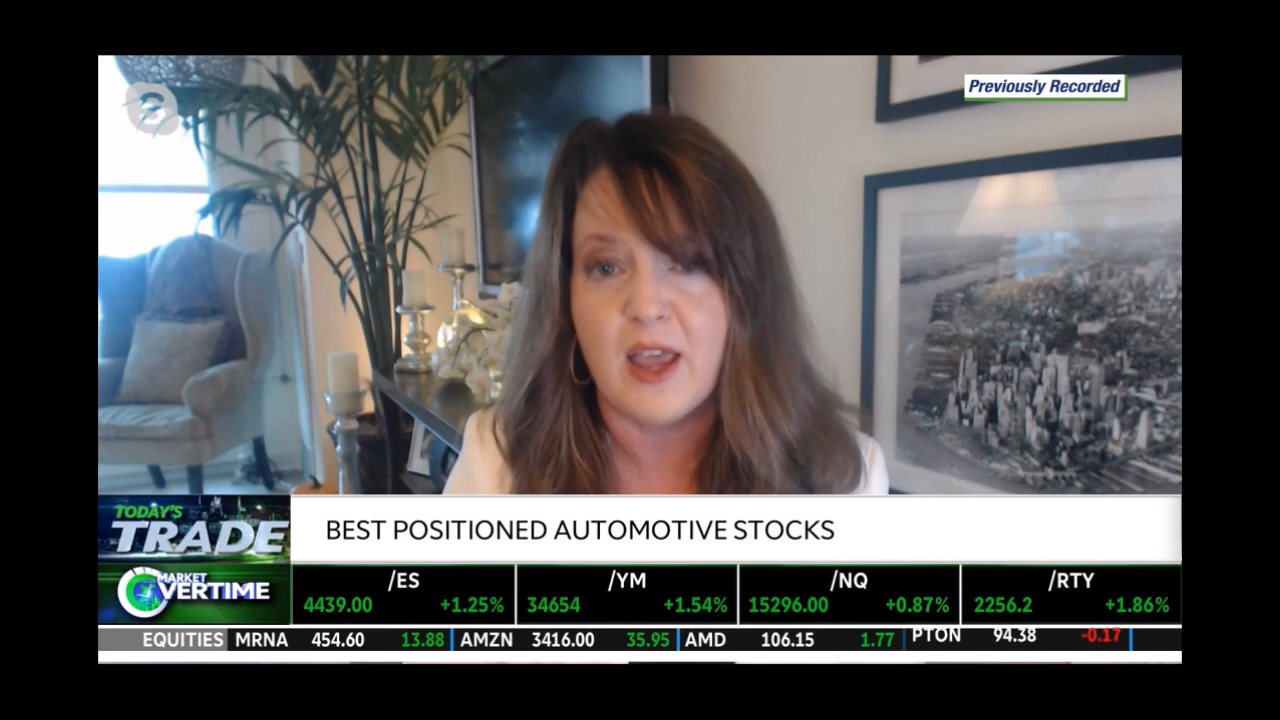 Previously Recorded
TODAY'S
TRADE
BEST POSITIONED AUTOMOTIVE STOCKS
MARKET
OVERTIME
/ES
4439.00 +1.25%
/YM
34654 +1.54%
/NQ
15296.00 +0.87%
/RTY
2256.2 +1.86%
EQUITIES MRNA 454.60 13.88 AMZN 3416.00 35.95 AMD 106.15 1.77 PTON 94.38 -0.17